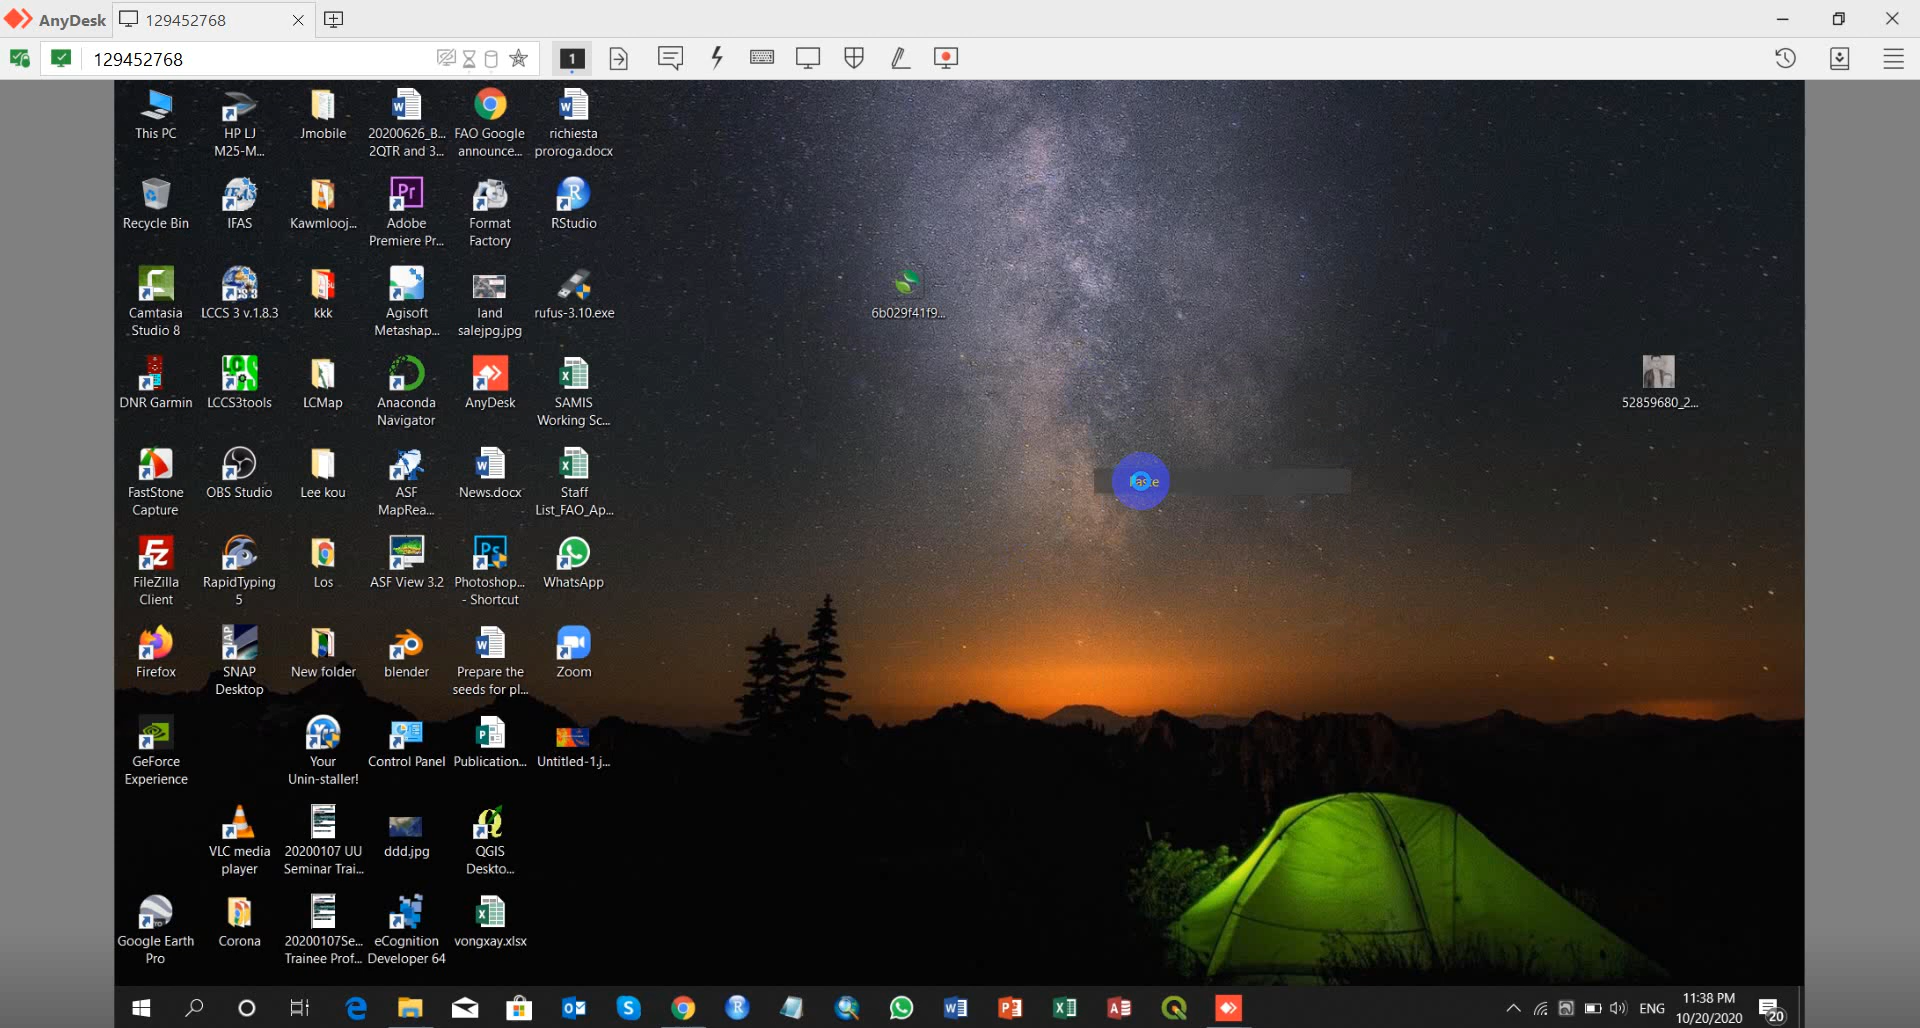 AnyDesk
129452768
129452768
1
This PC
HP LJ
M25-M...
Jmobile
20200626_B...
2QTR and 3...
FAO Google
announce...
richiesta
proroga.docx
Recycle Bin
IFAS
Kawmlooj...
Adobe
Premiere Pr...
Format
Factory
RStudio
Camtasia
Studio 8
LCCS 3 v.1.8.3
kkk
Agisoft
Metashap...
land
salejpg.jpg
rufus-3.10.exe
6b029f41f9...
DNR Garmin
LCCS3tools
LCMap
Anaconda
Navigator
AnyDesk
SAMIS
Working Sc...
52859680_2...
FastStone
Capture
OBS Studio
Lee kou
ASF
MapRea...
News.docx
Staff
List_FAO_Ap...
FileZilla
Client
RapidTyping
5
Los
ASF View 3.2
Photoshop...
- Shortcut
WhatsApp
Firefox
SNAP
Desktop
New folder
blender
Prepare the
seeds for pl...
Zoom
GeForce
Experience
Your
Unin-staller!
Control Panel
Publication...
Untitled-1.j...
VLC media
player
20200107 UU
Seminar Trai...
ddd.jpg
QGIS
Deskto...
Google Earth
Pro
Corona
20200107Se...
Trainee Prof...
eCognition
Developer 64
vongxay.xlsx
ENG
11:38 PM
10/20/2020
20